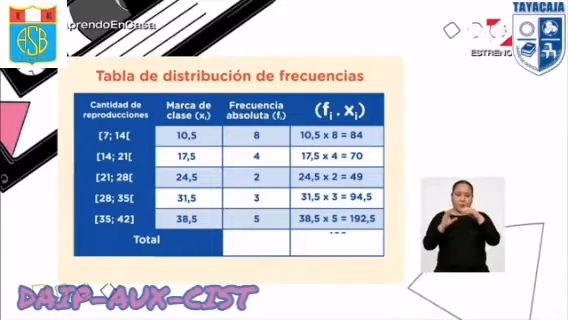 TAYACAJA
ASB
prendoEnCasa
ESTRENO
Tabla de distribución de frecuencias
Cantidad de reproducciones Marca de clase (xᵢ) Frecuencia absoluta (fᵢ) (fᵢ . xᵢ)
[7; 14[ 10,5 8 10,5 x 8 = 84
[14; 21[ 17,5 4 17,5 x 4 = 70
[21; 28[ 24,5 2 24,5 x 2 = 49
[28; 35[ 31,5 3 31,5 x 3 = 94,5
[35; 42] 38,5 5 38,5 x 5 = 192,5
Total
DAIP-AUX-CIST